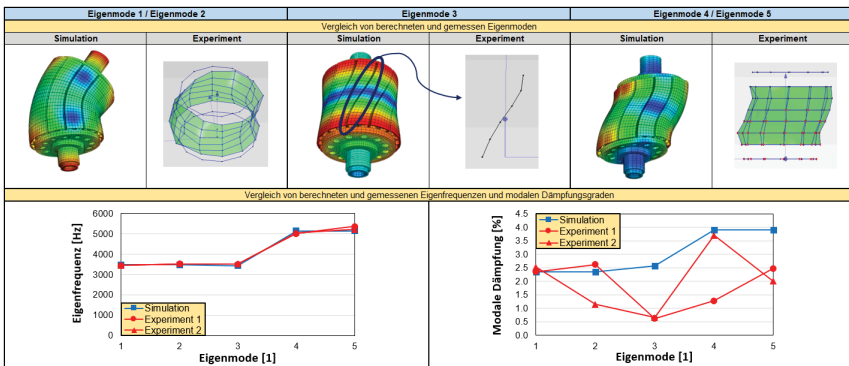 Eigenmode 1 / Eigenmode 2
Eigenmode 3
Eigenmode 4 / Eigenmode 5
Vergleich von berechneten und gemessen Eigenmoden
Simulation
Experiment
Simulation
Experiment
Simulation
Experiment
Vergleich von berechneten und gemessenen Eigenfrequenzen und modalen Dämpfungsgraden
Eigenfrequenz [Hz]
6000
5000
4000
3000
2000
1000
0
Simulation
Experiment 1
Experiment 2
1
2
3
4
5
Eigenmode [1]
Modale Dämpfung [%]
4.5
4.0
3.5
3.0
2.5
2.0
1.5
1.0
0.5
0.0
Simulation
Experiment 1
Experiment 2
1
2
3
4
5
Eigenmode [1]